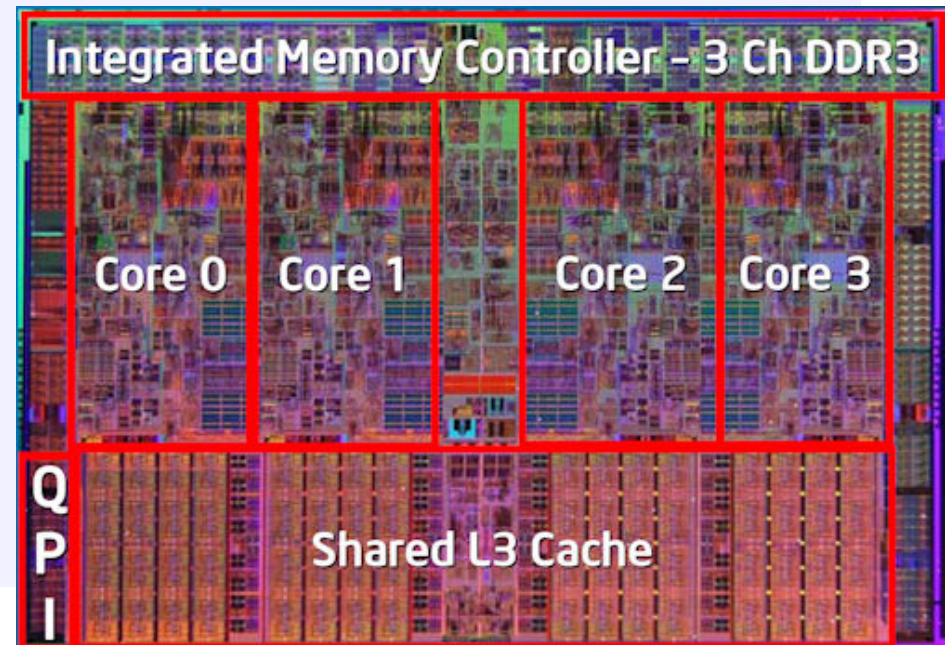 Integrated Memory Controller - 3 Ch DDR3
Core 0
Core 1
Core 2
Core 3
Q
P
I
Shared L3 Cache